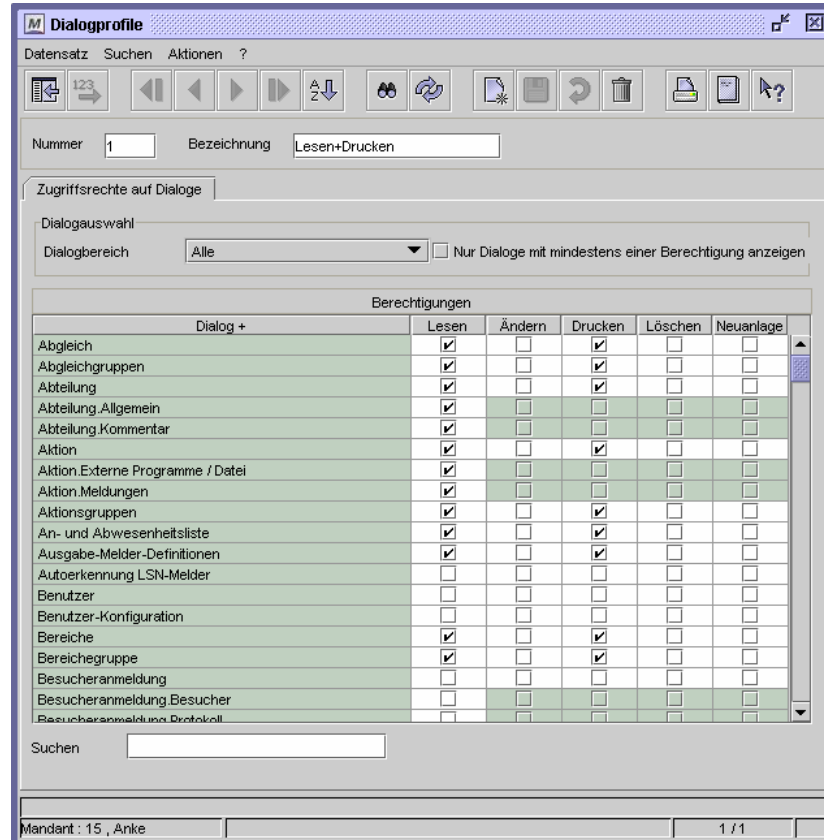 M Dialogprofile
Datensatz Suchen Aktionen ?
123 A Z ?
Nummer 1 Bezeichnung Lesen+Drucken
Zugriffsrechte auf Dialoge
Dialogauswahl
Dialogbereich Alle Nur Dialoge mit mindestens einer Berechtigung anzeigen
Berechtigungen
Dialog + Lesen Ändern Drucken Löschen Neuanlage
Abgleich
Abgleichgruppen
Abteilung
Abteilung.Allgemein
Abteilung.Kommentar
Aktion
Aktion.Externe Programme / Datei
Aktion.Meldungen
Aktionsgruppen
An- und Abwesenheitsliste
Ausgabe-Melder-Definitionen
Autoerkennung LSN-Melder
Benutzer
Benutzer-Konfiguration
Bereiche
Bereichegruppe
Besucheranmeldung
Besucheranmeldung.Besucher
Besucheranmeldung.Protokoll
Suchen
Mandant : 15 , Anke 1 / 1